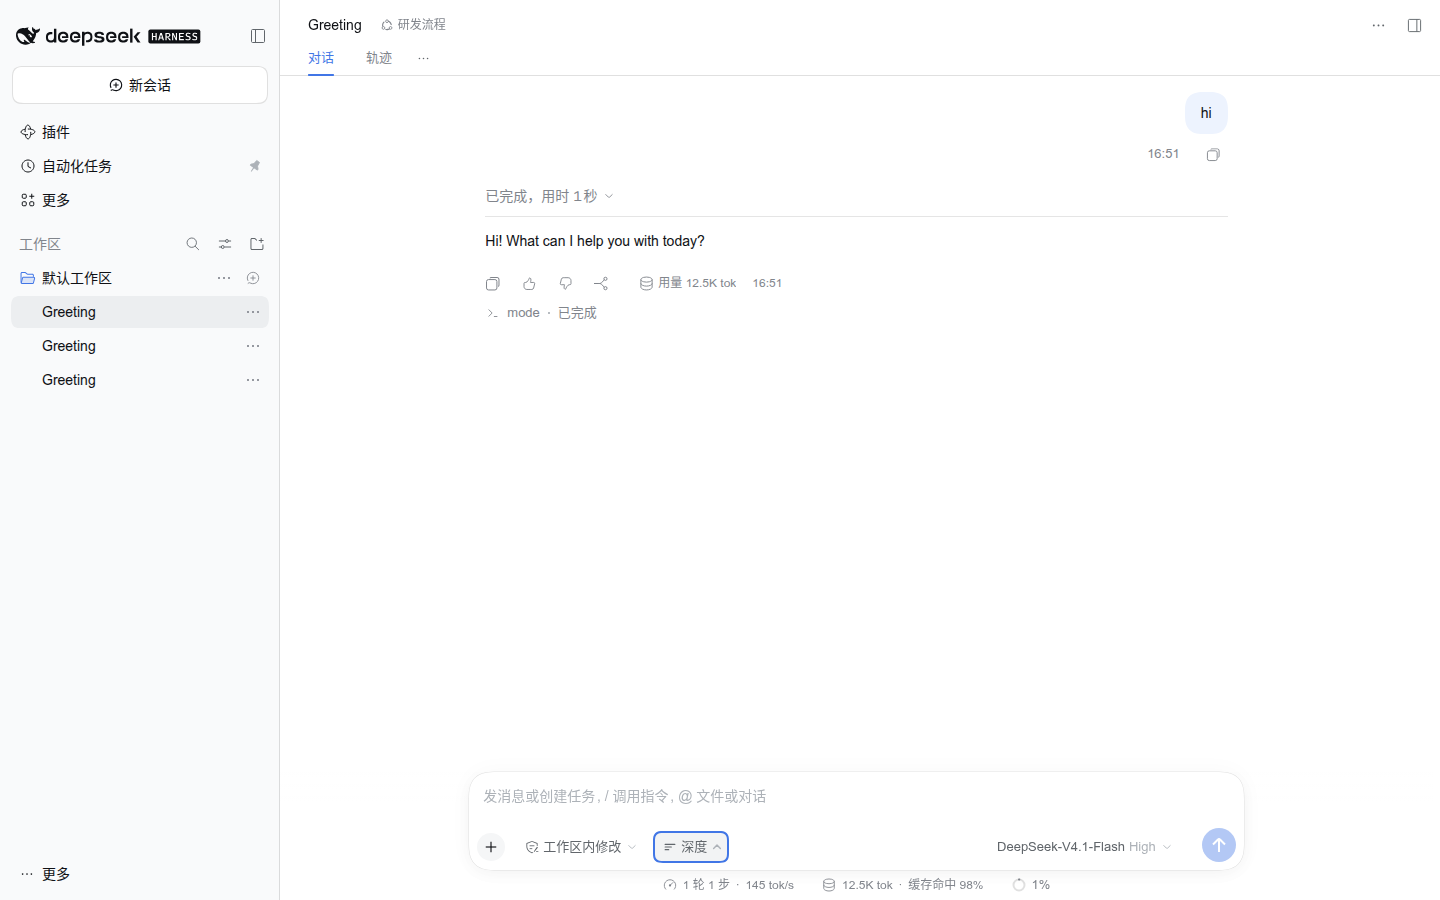 deepseek HARNESS
新会话
插件
自动化任务
更多
工作区
默认工作区
Greeting
Greeting
Greeting
更多
Greeting 研发流程
对话 轨迹
hi
16:51
已完成，用时 1 秒
Hi! What can I help you with today?
用量 12.5K tok 16:51
mode · 已完成
发消息或创建任务, / 调用指令, @ 文件或对话
工作区内修改 深度 DeepSeek-V4.1-Flash High
1 轮 1 步 · 145 tok/s 12.5K tok · 缓存命中 98% 1%